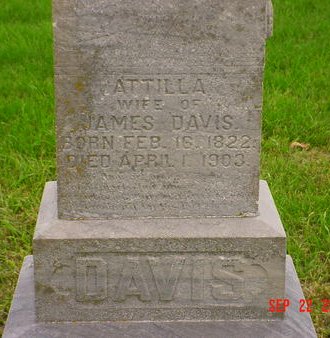 ATTILLA
WIFE OF
JAMES DAVIS
BORN FEB. 16, 1822
DIED APRIL 1 1903
DAVIS
SEP 22